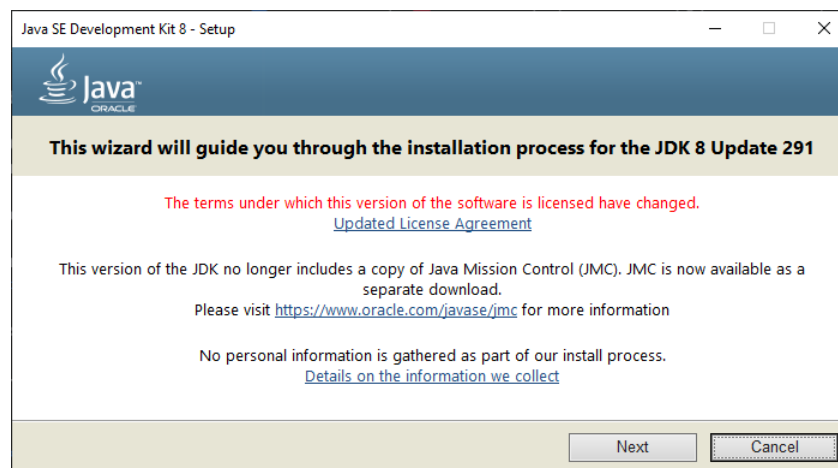 Java SE Development Kit 8 - Setup
Java™
ORACLE
This wizard will guide you through the installation process for the JDK 8 Update 291
The terms under which this version of the software is licensed have changed.
Updated License Agreement
This version of the JDK no longer includes a copy of Java Mission Control (JMC). JMC is now available as a
separate download.
Please visit https://www.oracle.com/javase/jmc for more information
No personal information is gathered as part of our install process.
Details on the information we collect
Next
Cancel